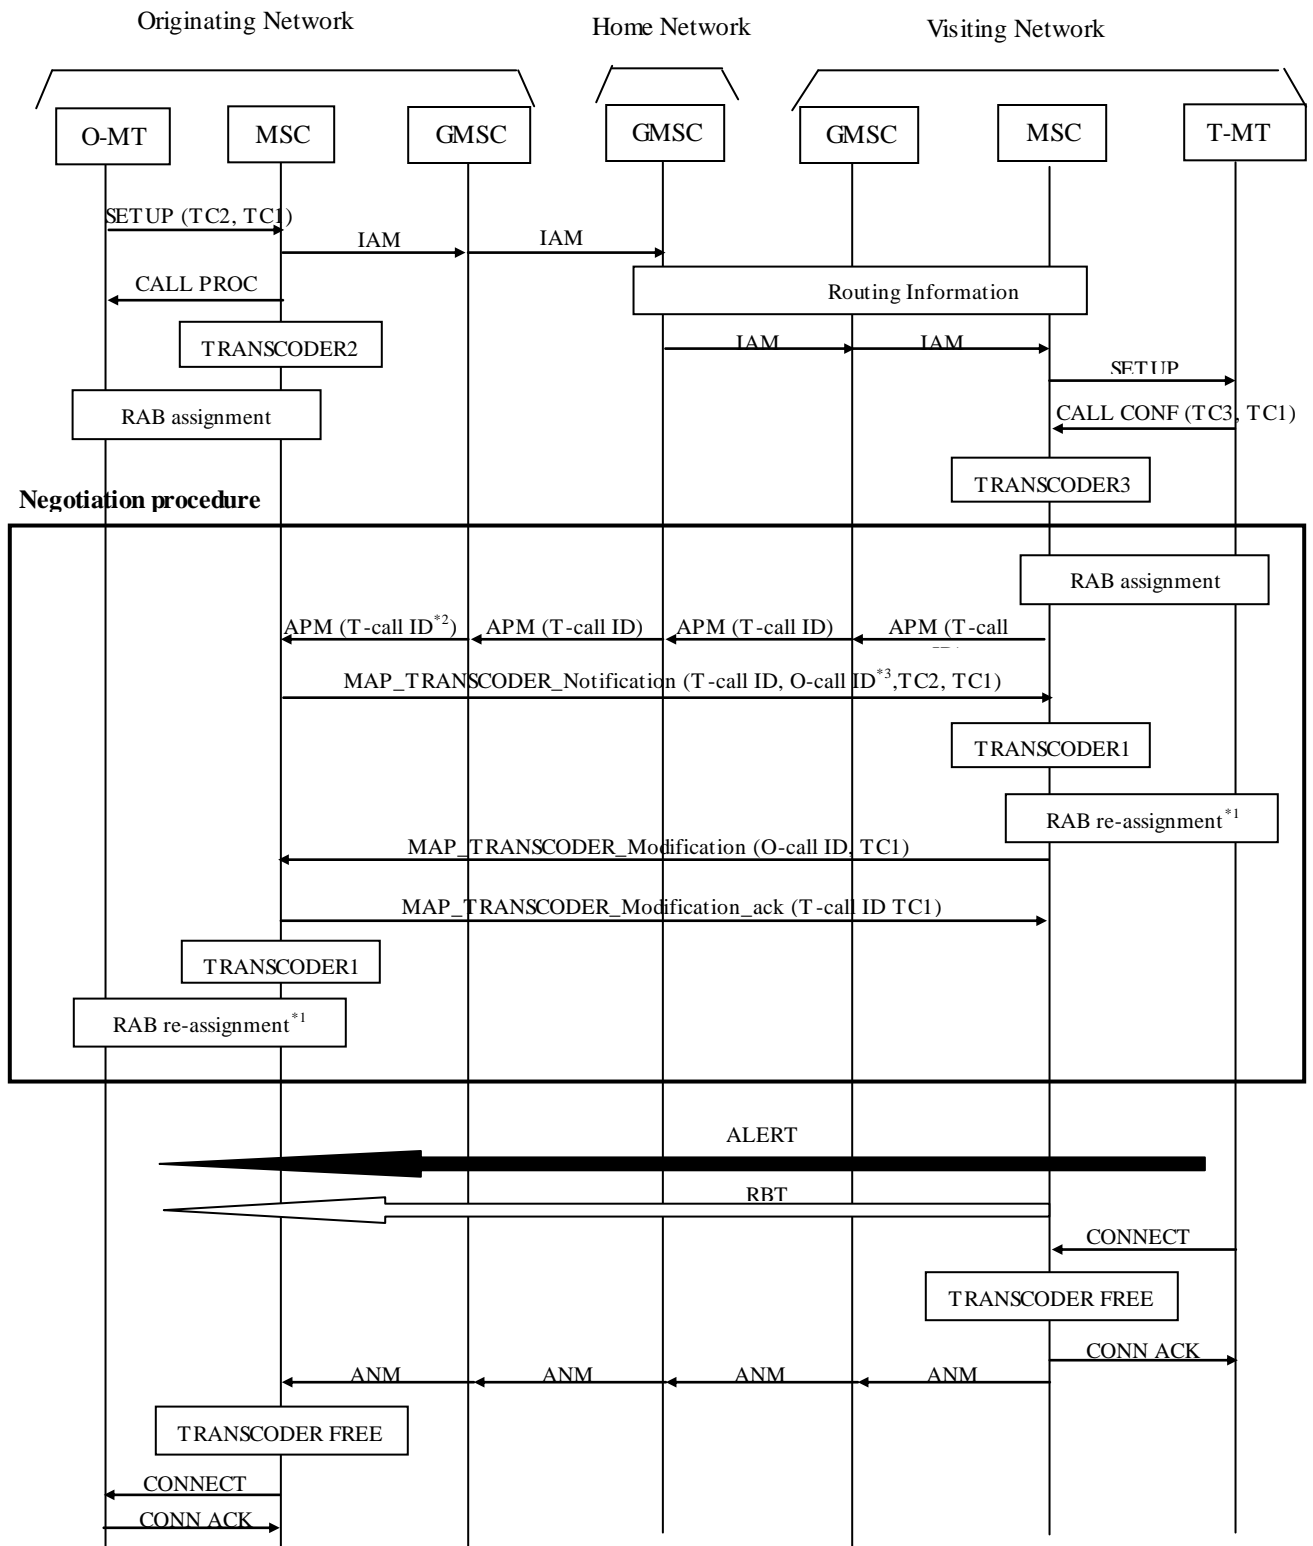 Originating Network
Home Network
Visiting Network
O-MT
MSC
GMSC
GMSC
GMSC
MSC
T-MT
SETUP (TC2, TC1)
IAM
IAM
CALL PROC
Routing Information
TRANSCODER2
IAM
IAM
SETUP
RAB assignment
CALL CONF (TC3, TC1)
TRANSCODER3
Negotiation procedure
RAB assignment
APM (T-call ID*2)
APM (T-call ID)
APM (T-call ID)
APM (T-call
MAP_TRANSCODER_Notification (T-call ID, O-call ID*3,TC2, TC1)
TRANSCODER1
RAB re-assignment*1
MAP_TRANSCODER_Modification (O-call ID, TC1)
MAP_TRANSCODER_Modification_ack (T-call ID TC1)
TRANSCODER1
RAB re-assignment*1
ALERT
RBT
CONNECT
TRANSCODER FREE
CONN ACK
ANM
ANM
ANM
ANM
TRANSCODER FREE
CONNECT
CONN ACK